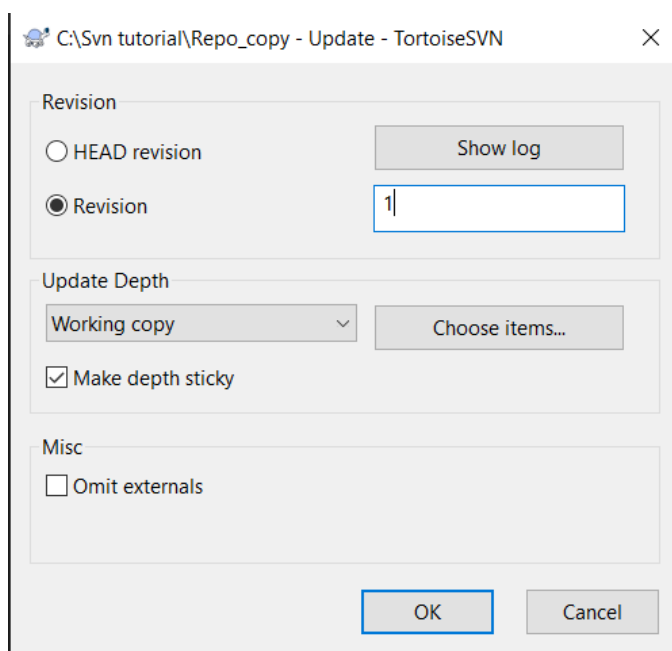 C:\Svn tutorial\Repo_copy - Update - TortoiseSVN
Revision
HEAD revision
Show log
Revision
1
Update Depth
Working copy
Choose items...
Make depth sticky
Misc
Omit externals
OK
Cancel